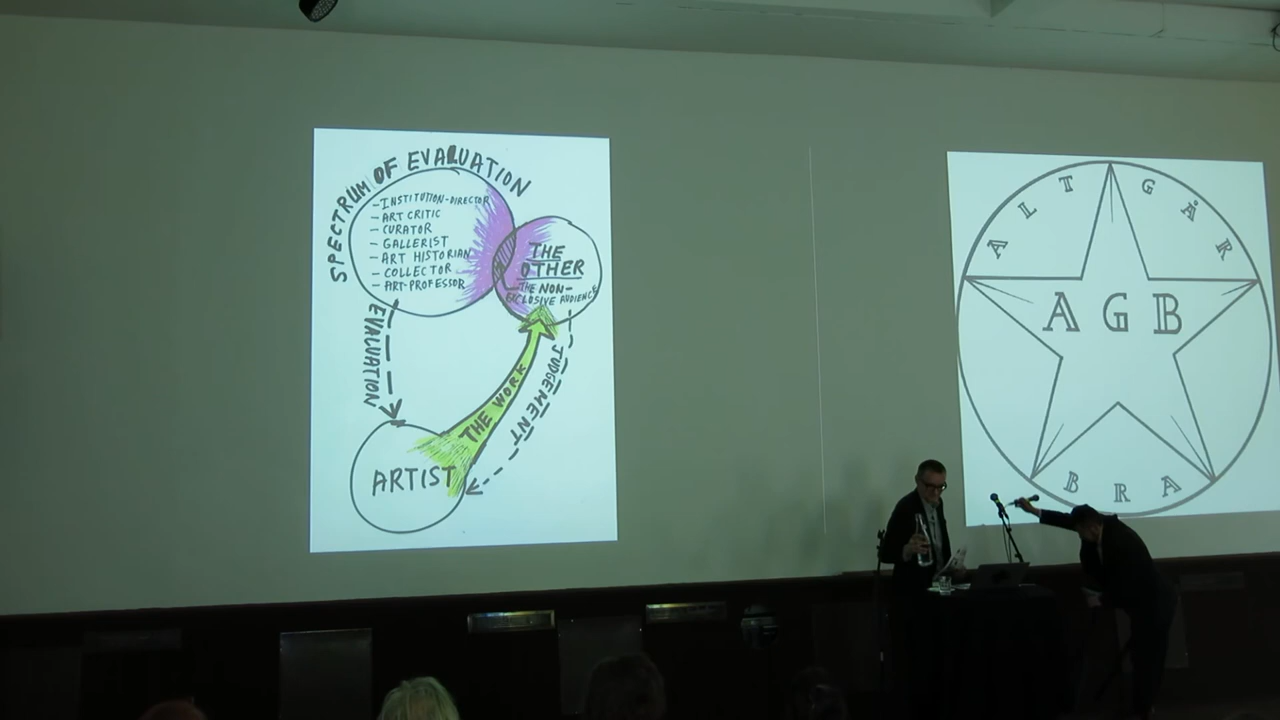 SPECTRUM OF EVALUATION
- INSTITUTION-DIRECTOR
- ART CRITIC
- CURATOR
- GALLERIST
- ART HISTORIAN
- COLLECTOR
- ART-PROFESSOR
THE
OTHER
THE NON-
EXCLUSIVE AUDIENCE
EVALUATION
THE WORK
JUDGEMENT
ARTIST
ALT GÅR
AGB
BRA